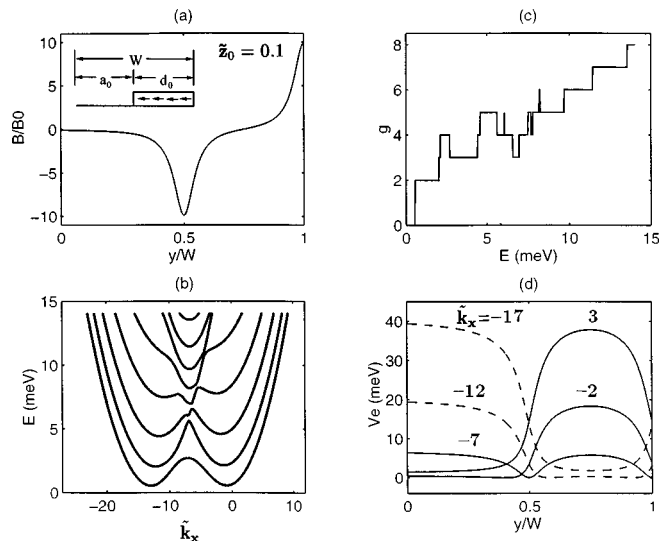 (a)
B/B0
10
5
0
−5
−10
0
0.5
1
y/W
W
a₀
d₀
z̃₀ = 0.1
(c)
g
8
6
4
2
0
0
5
10
15
E (meV)
(b)
E (meV)
15
10
5
0
−20
−10
0
10
k̃ₓ
(d)
Ve (meV)
40
30
20
10
0
0
0.5
1
y/W
k̃ₓ=−17
3
−12
−2
−7